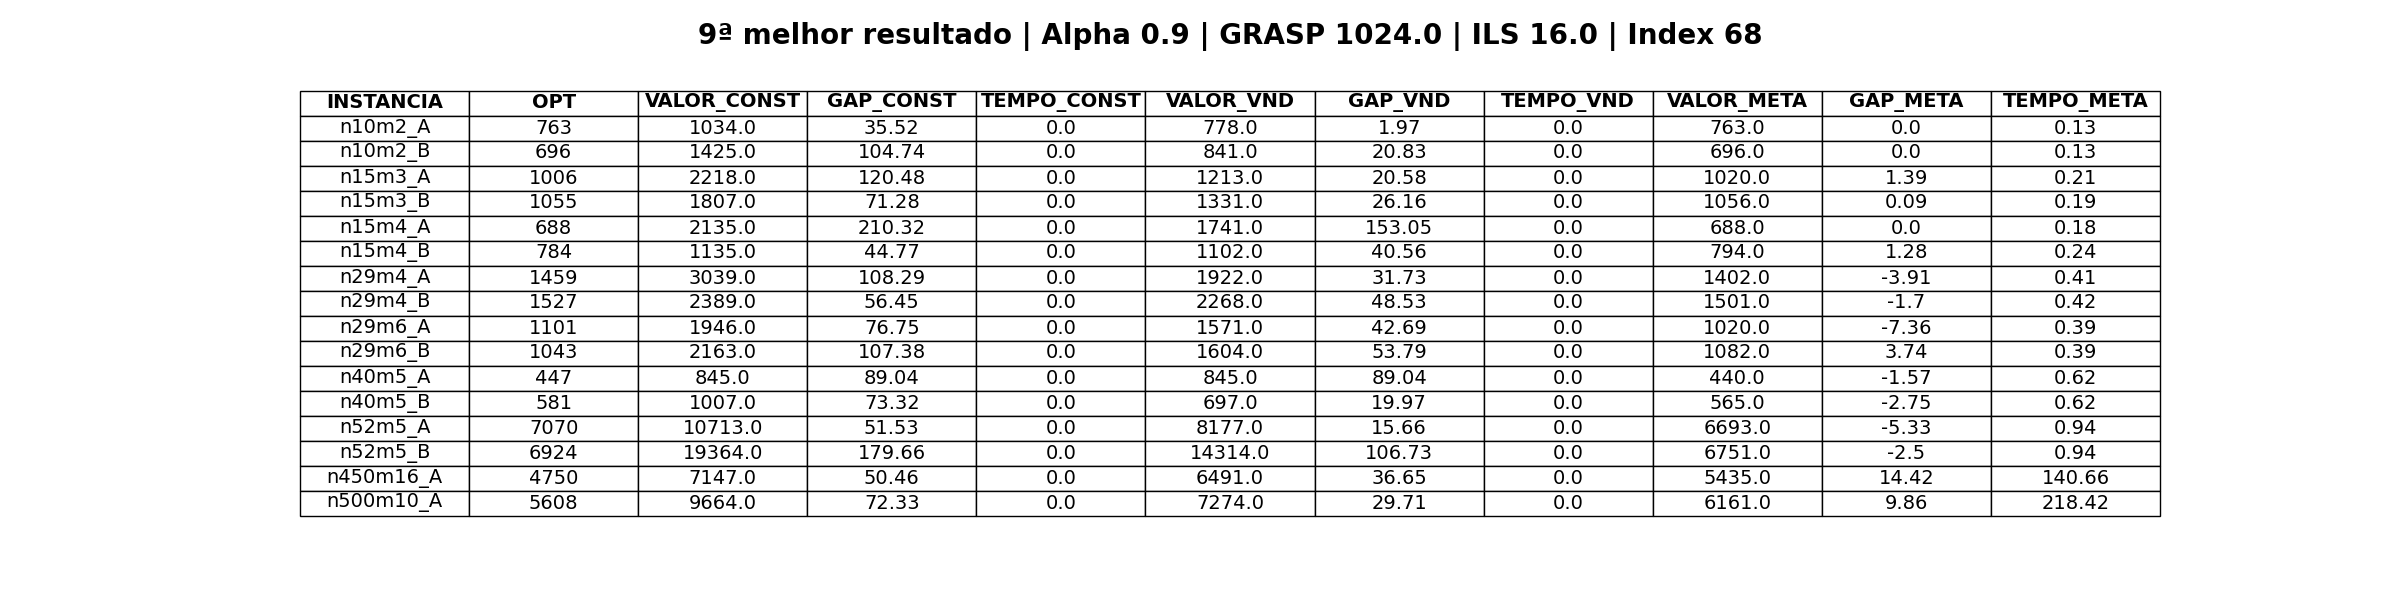 9ª melhor resultado | Alpha 0.9 | GRASP 1024.0 | ILS 16.0 | Index 68
INSTANCIA OPT VALOR_CONST GAP_CONST TEMPO_CONST VALOR_VND GAP_VND TEMPO_VND VALOR_META GAP_META TEMPO_META
n10m2_A 763 1034.0 35.52 0.0 778.0 1.97 0.0 763.0 0.0 0.13
n10m2_B 696 1425.0 104.74 0.0 841.0 20.83 0.0 696.0 0.0 0.13
n15m3_A 1006 2218.0 120.48 0.0 1213.0 20.58 0.0 1020.0 1.39 0.21
n15m3_B 1055 1807.0 71.28 0.0 1331.0 26.16 0.0 1056.0 0.09 0.19
n15m4_A 688 2135.0 210.32 0.0 1741.0 153.05 0.0 688.0 0.0 0.18
n15m4_B 784 1135.0 44.77 0.0 1102.0 40.56 0.0 794.0 1.28 0.24
n29m4_A 1459 3039.0 108.29 0.0 1922.0 31.73 0.0 1402.0 -3.91 0.41
n29m4_B 1527 2389.0 56.45 0.0 2268.0 48.53 0.0 1501.0 -1.7 0.42
n29m6_A 1101 1946.0 76.75 0.0 1571.0 42.69 0.0 1020.0 -7.36 0.39
n29m6_B 1043 2163.0 107.38 0.0 1604.0 53.79 0.0 1082.0 3.74 0.39
n40m5_A 447 845.0 89.04 0.0 845.0 89.04 0.0 440.0 -1.57 0.62
n40m5_B 581 1007.0 73.32 0.0 697.0 19.97 0.0 565.0 -2.75 0.62
n52m5_A 7070 10713.0 51.53 0.0 8177.0 15.66 0.0 6693.0 -5.33 0.94
n52m5_B 6924 19364.0 179.66 0.0 14314.0 106.73 0.0 6751.0 -2.5 0.94
n450m16_A 4750 7147.0 50.46 0.0 6491.0 36.65 0.0 5435.0 14.42 140.66
n500m10_A 5608 9664.0 72.33 0.0 7274.0 29.71 0.0 6161.0 9.86 218.42